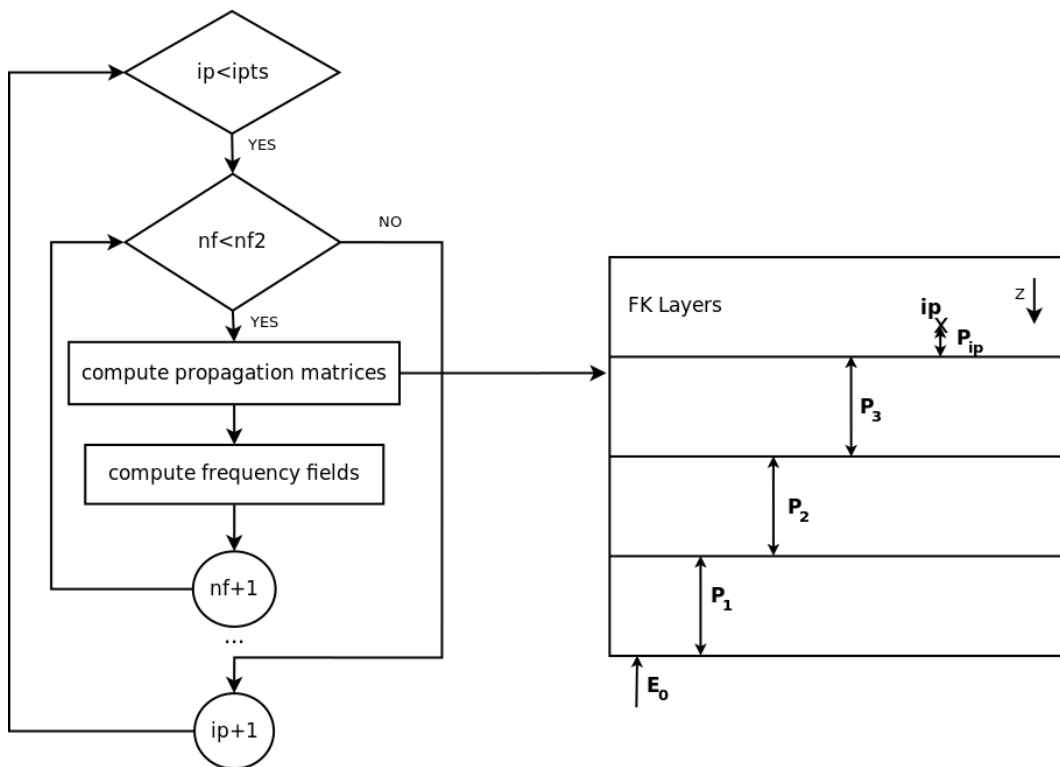 ip<ipts
YES
nf<nf2
NO
YES
compute propagation matrices
compute frequency fields
nf+1
...
ip+1
FK Layers
Z
ip
X
P_ip
P_3
P_2
P_1
E_0